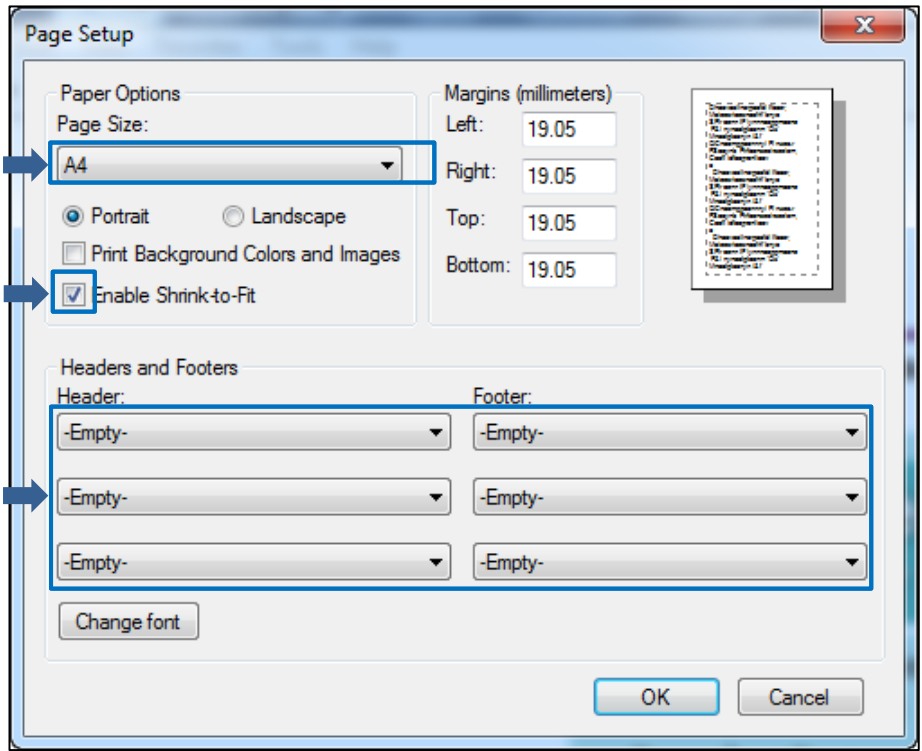 Page Setup
Paper Options
Page Size:
A4
Portrait Landscape
Print Background Colors and Images
Enable Shrink-to-Fit
Margins (millimeters)
Left: 19.05
Right: 19.05
Top: 19.05
Bottom: 19.05
Headers and Footers
Header: Footer:
-Empty- -Empty-
-Empty- -Empty-
-Empty- -Empty-
Change font
OK Cancel